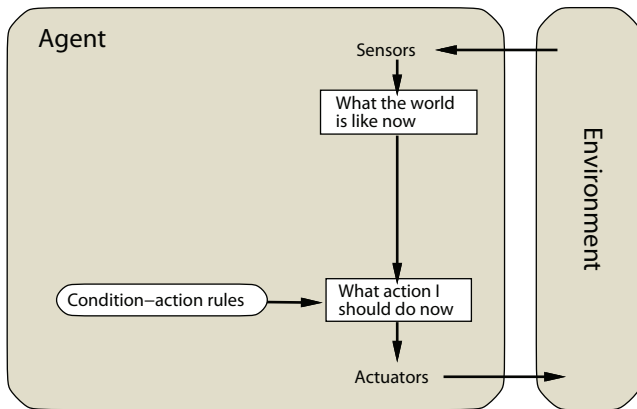 Agent
Sensors
What the world
is like now
Environment
Condition–action rules
What action I
should do now
Actuators